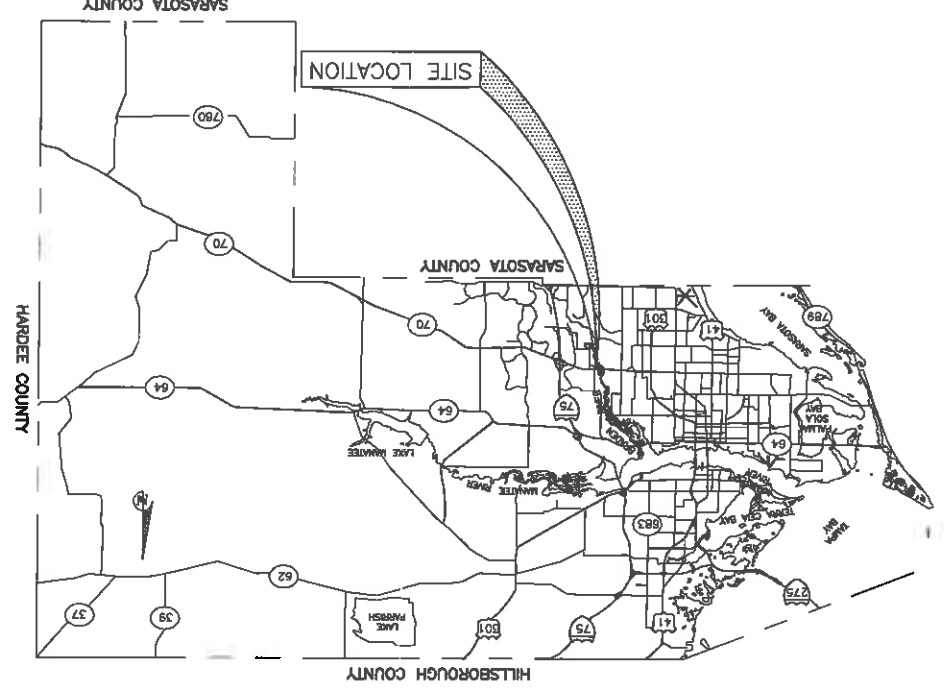 HILLSBOROUGH COUNTY
275
41
75
301
LAKE
PARRISH
39
37
62
TAMPA
BAY
TERRA
CEIA BAY
683
N
MANATEE RIVER
LAKE MANATEE
64
PALMA
SOLA
BAY
75
64
64
HARDEE COUNTY
789
SARASOTA BAY
41
301
70
SARASOTA COUNTY
70
780
SITE LOCATION
SARASOTA COUNTY